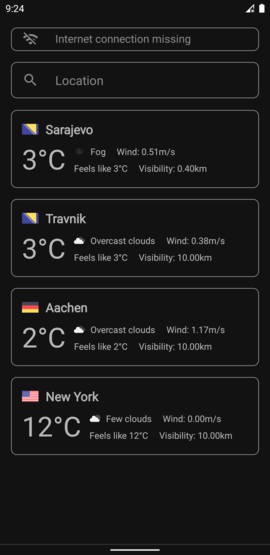 9:24
Internet connection missing
Location
Sarajevo
3°C
Fog Wind: 0.51m/s
Feels like 3°C Visibility: 0.40km
Travnik
3°C
Overcast clouds Wind: 0.38m/s
Feels like 3°C Visibility: 10.00km
Aachen
2°C
Overcast clouds Wind: 1.17m/s
Feels like 2°C Visibility: 10.00km
New York
12°C
Few clouds Wind: 0.00m/s
Feels like 12°C Visibility: 10.00km